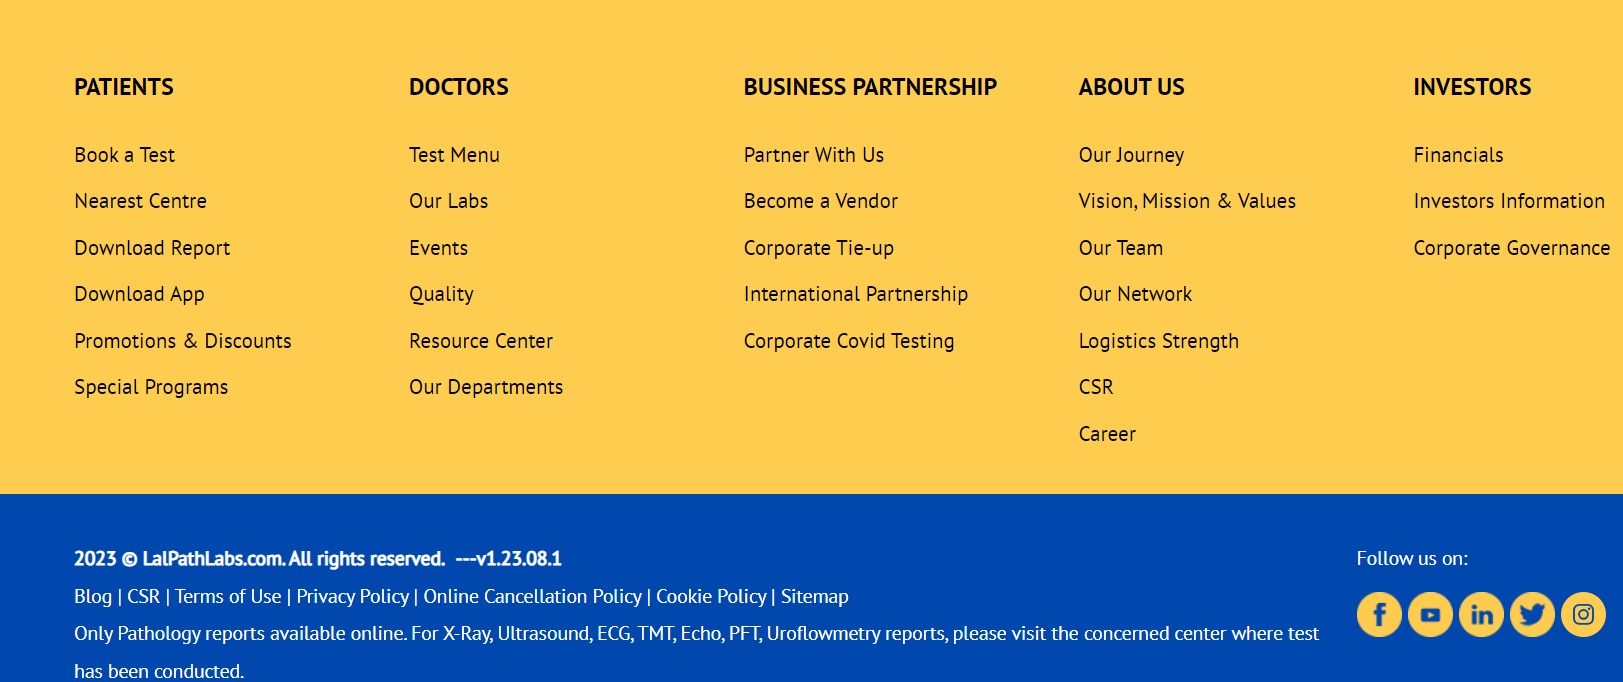 PATIENTS
Book a Test
Nearest Centre
Download Report
Download App
Promotions & Discounts
Special Programs
DOCTORS
Test Menu
Our Labs
Events
Quality
Resource Center
Our Departments
BUSINESS PARTNERSHIP
Partner With Us
Become a Vendor
Corporate Tie-up
International Partnership
Corporate Covid Testing
ABOUT US
Our Journey
Vision, Mission & Values
Our Team
Our Network
Logistics Strength
CSR
Career
INVESTORS
Financials
Investors Information
Corporate Governance
2023 © LalPathLabs.com. All rights reserved. ---v1.23.08.1
Blog | CSR | Terms of Use | Privacy Policy | Online Cancellation Policy | Cookie Policy | Sitemap
Only Pathology reports available online. For X-Ray, Ultrasound, ECG, TMT, Echo, PFT, Uroflowmetry reports, please visit the concerned center where test
has been conducted.
Follow us on: